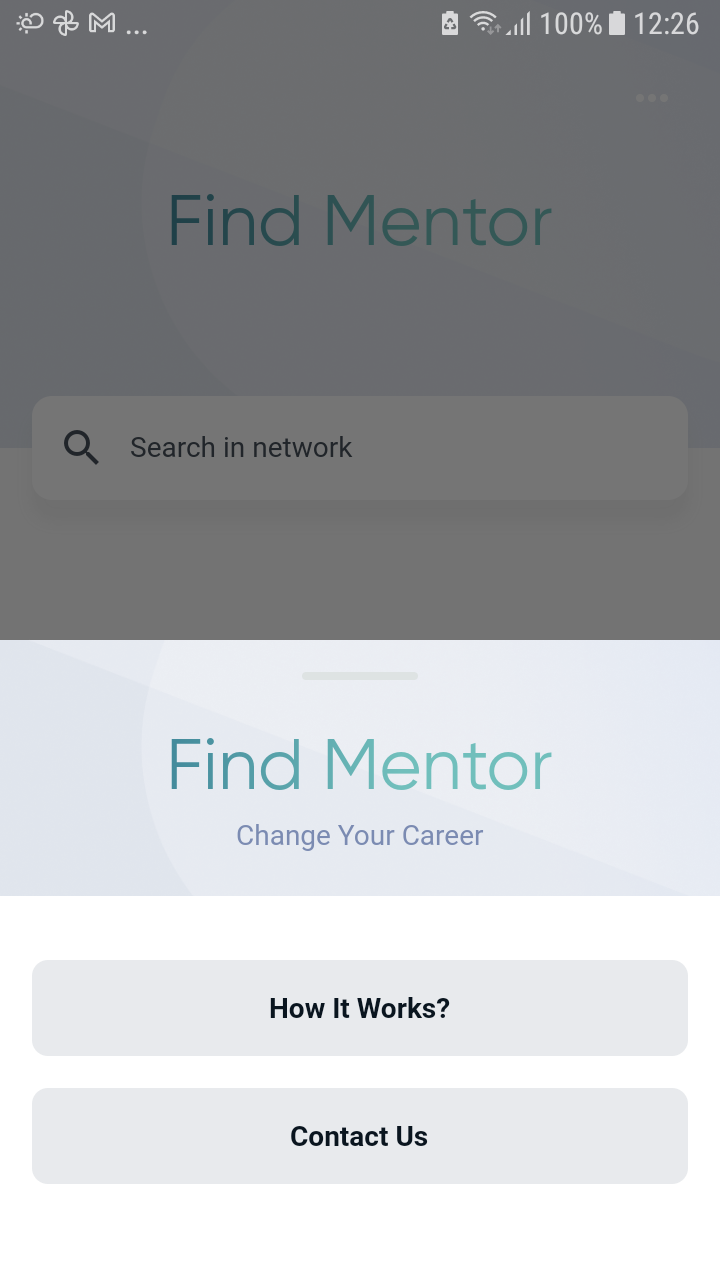 ... 100% 12:26
Find Mentor
Search in network
Find Mentor
Change Your Career
How It Works?
Contact Us